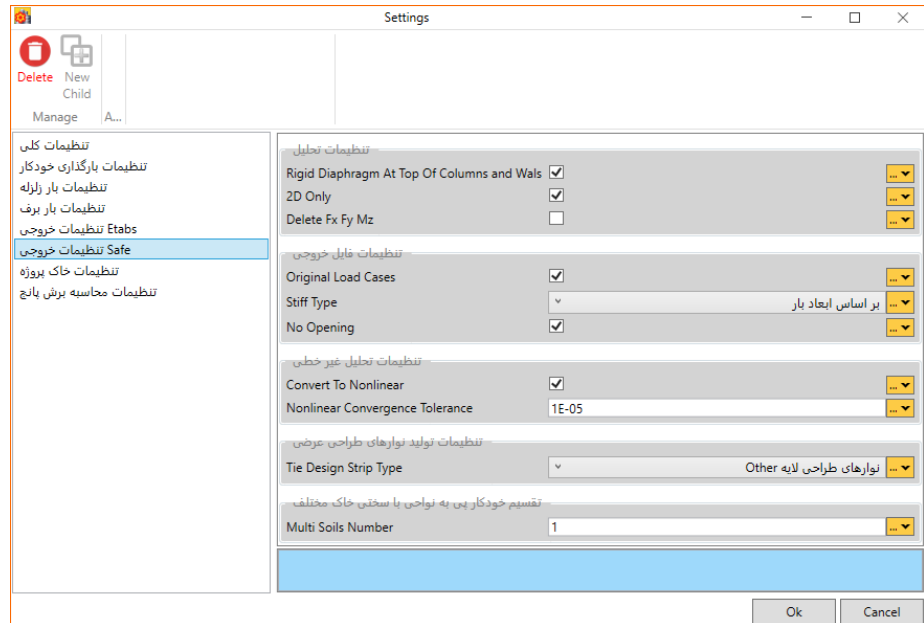 Settings
Delete
New
Child
Manage
A...
تنظیمات کلی
تنظیمات بارگذاری خودکار
تنظیمات بار زلزله
تنظیمات بار برف
تنظیمات خروجی Etabs
تنظیمات خروجی Safe
تنظیمات خاک پروژه
تنظیمات محاسبه برش پانچ
تنظیمات تحلیل
Rigid Diaphragm At Top Of Columns and Wals
...
2D Only
...
Delete Fx Fy Mz
...
تنظیمات فایل خروجی
Original Load Cases
...
Stiff Type
بر اساس ابعاد بار
...
No Opening
...
تنظیمات تحلیل غیر خطی
Convert To Nonlinear
...
Nonlinear Convergence Tolerance
1E-05
...
تنظیمات تولید نوارهای طراحی عرضی
Tie Design Strip Type
نوارهای طراحی لایه Other
...
تقسیم خودکار پی به نواحی با سختی خاک مختلف
Multi Soils Number
1
...
Ok
Cancel